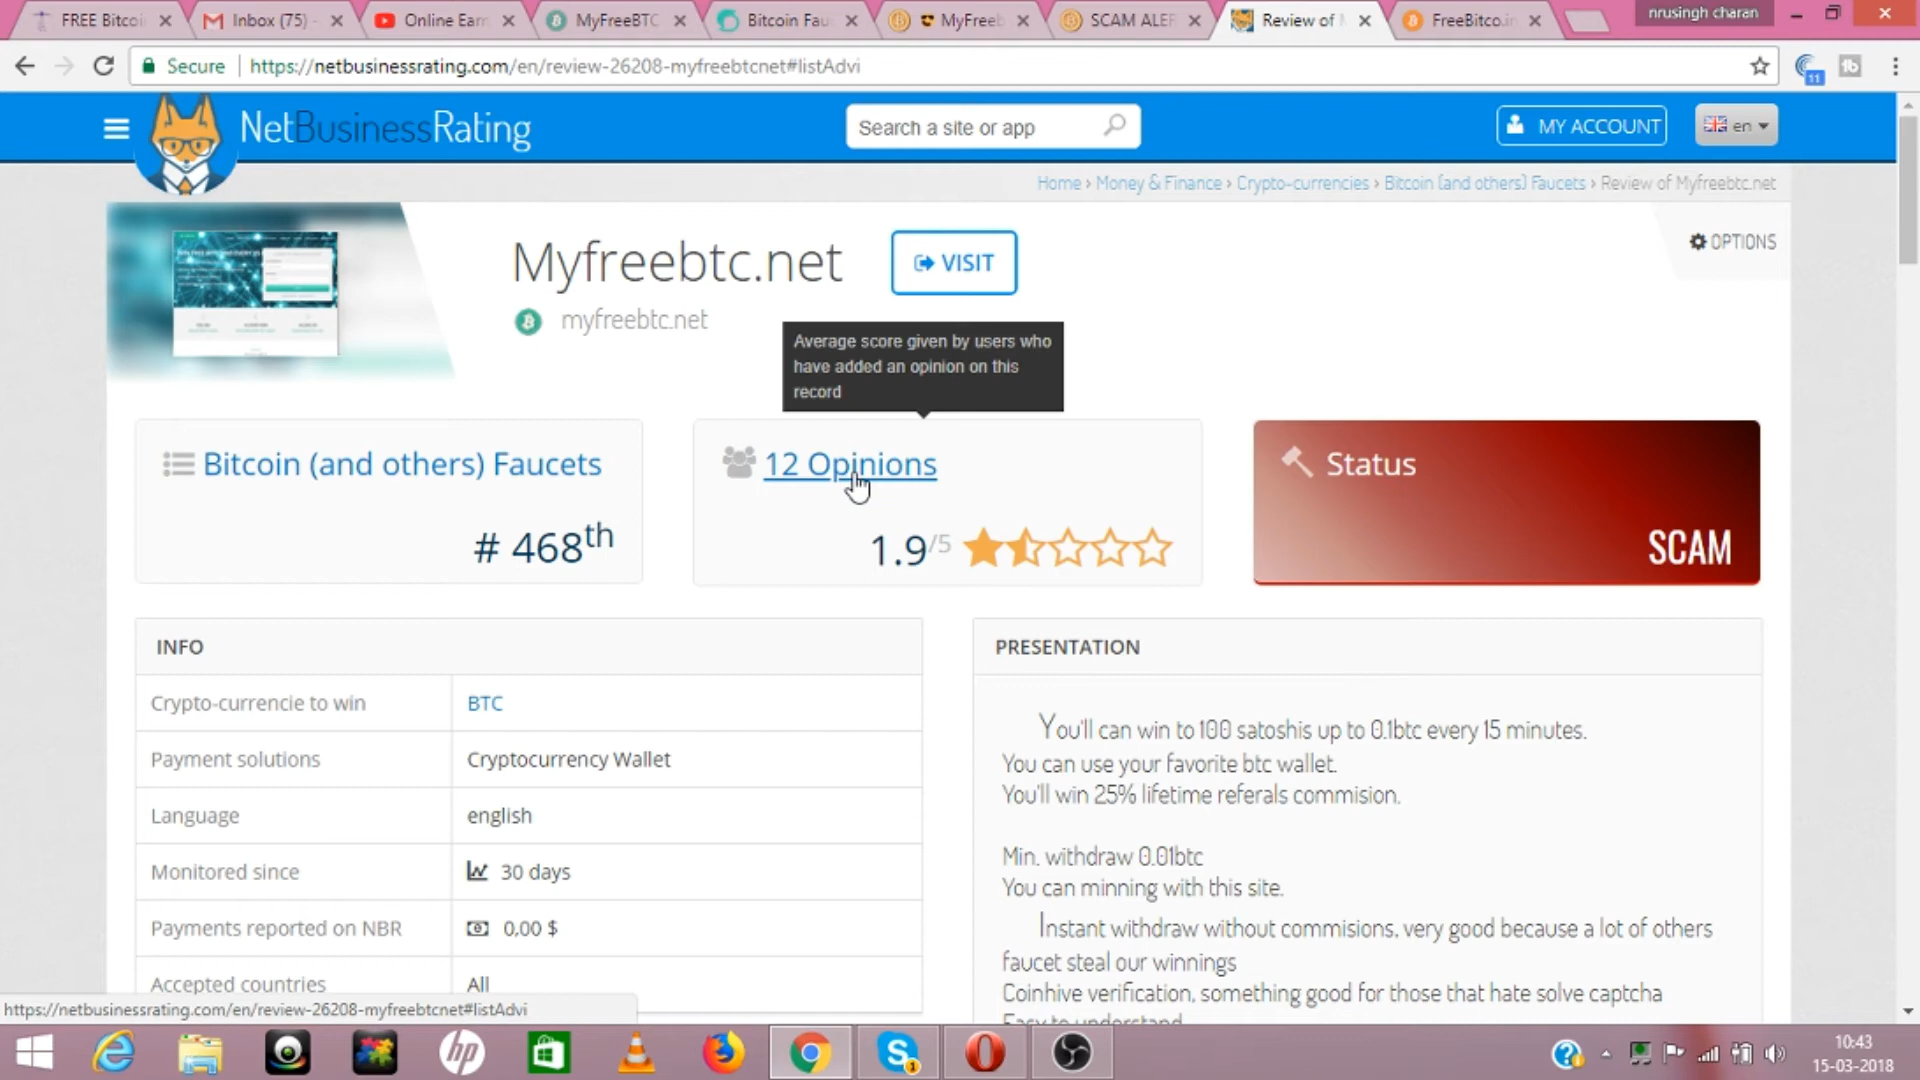 FREE Bitcoi
Inbox (75) -
Online Earn
MyFreeBTC
Bitcoin Fau
MyFreeb
SCAM ALER
Review of M
FreeBitco.in
nrusingh charan
Secure
https://netbusinessrating.com/en/review-26208-myfreebtcnet#listAdvi
11
NetBusinessRating
Search a site or app
MY ACCOUNT
en
Home › Money & Finance › Crypto-currencies › Bitcoin (and others) Faucets › Review of Myfreebtc.net
Myfreebtc.net
VISIT
OPTIONS
myfreebtc.net
Average score given by users who
have added an opinion on this
record
Bitcoin (and others) Faucets
# 468th
12 Opinions
1.9/5
Status
SCAM
INFO
Crypto-currencie to win
BTC
Payment solutions
Cryptocurrency Wallet
Language
english
Monitored since
30 days
Payments reported on NBR
0,00 $
Accepted countries
All
PRESENTATION
You'll can win to 100 satoshis up to 0.1btc every 15 minutes.
You can use your favorite btc wallet.
You'll win 25% lifetime referals commision.
Min. withdraw 0.01btc
You can minning with this site.
Instant withdraw without commisions, very good because a lot of others
faucet steal our winnings
Coinhive verification, something good for those that hate solve captcha
Easy to understand
https://netbusinessrating.com/en/review-26208-myfreebtcnet#listAdvi
10:43
15-03-2018